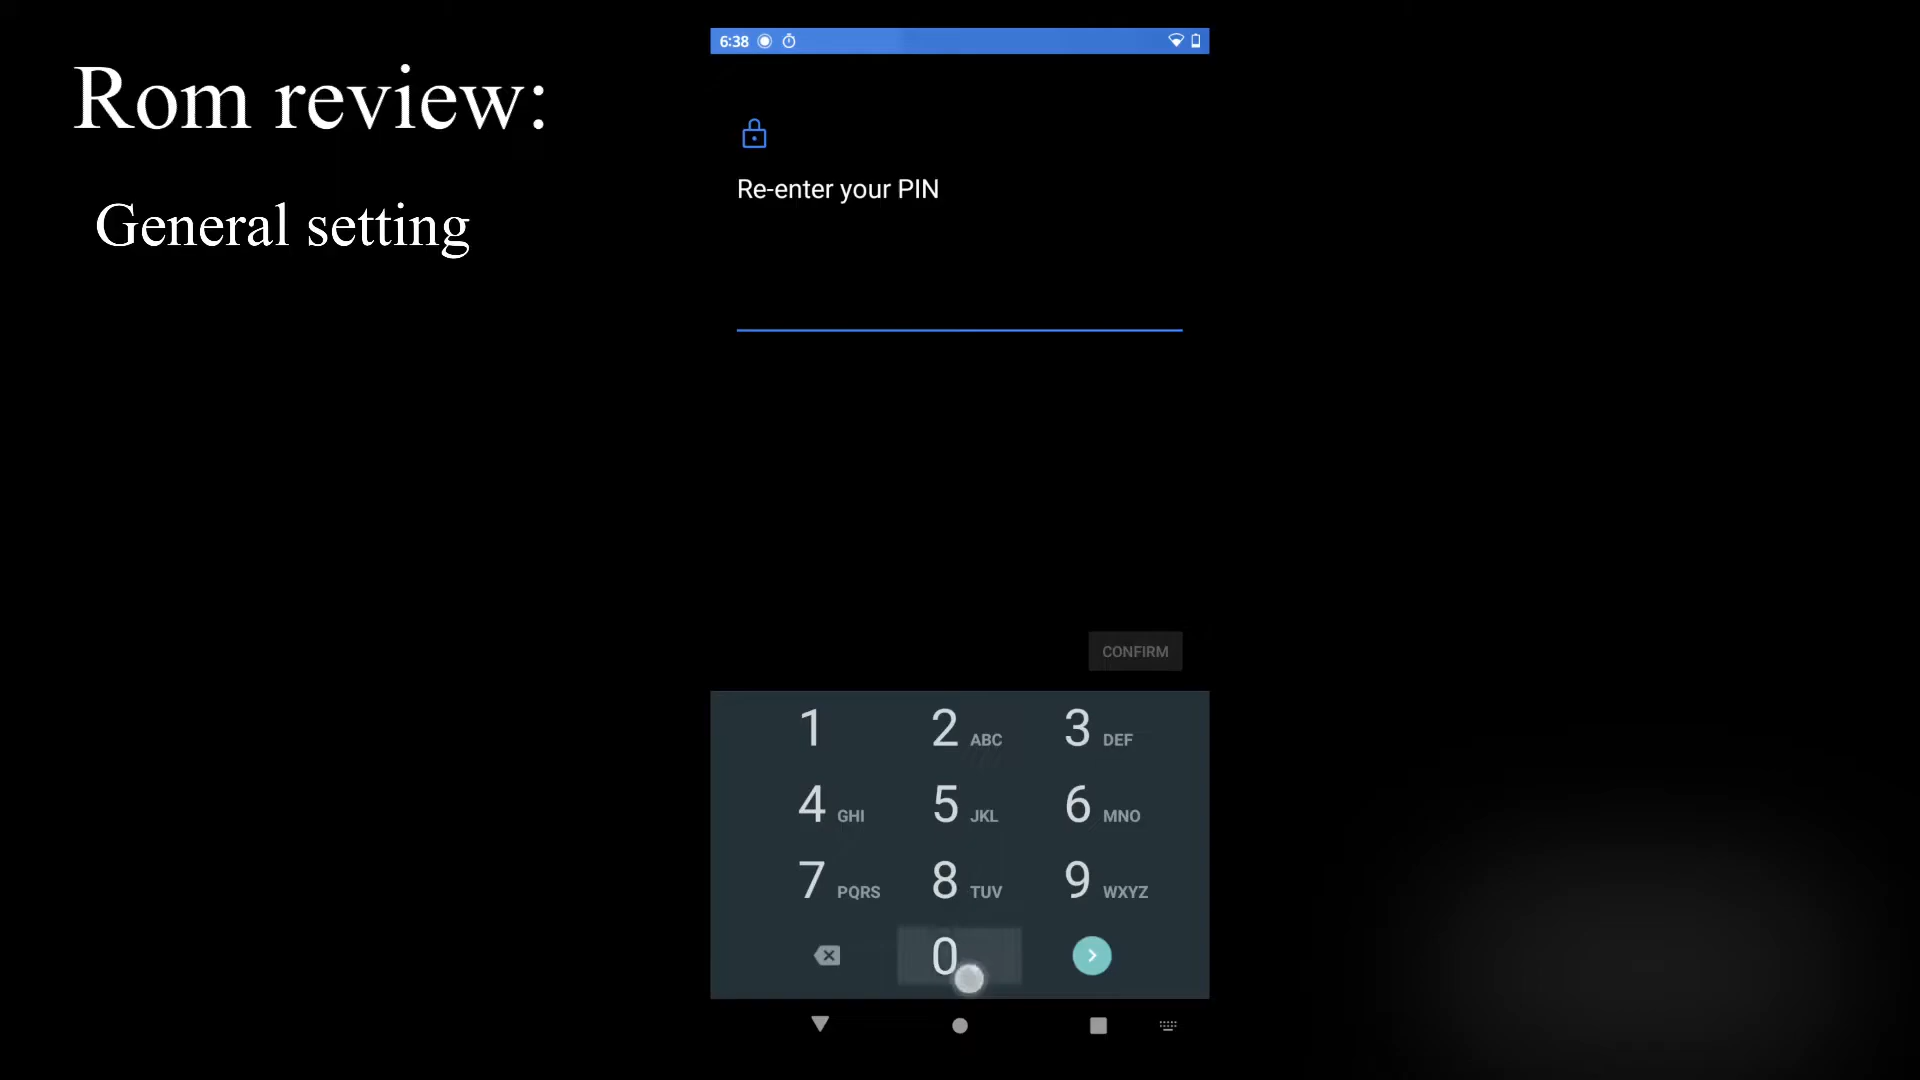 Rom review:
General setting
6:38
Re-enter your PIN
CONFIRM
1
2 ABC
3 DEF
4 GHI
5 JKL
6 MNO
7 PQRS
8 TUV
9 WXYZ
0